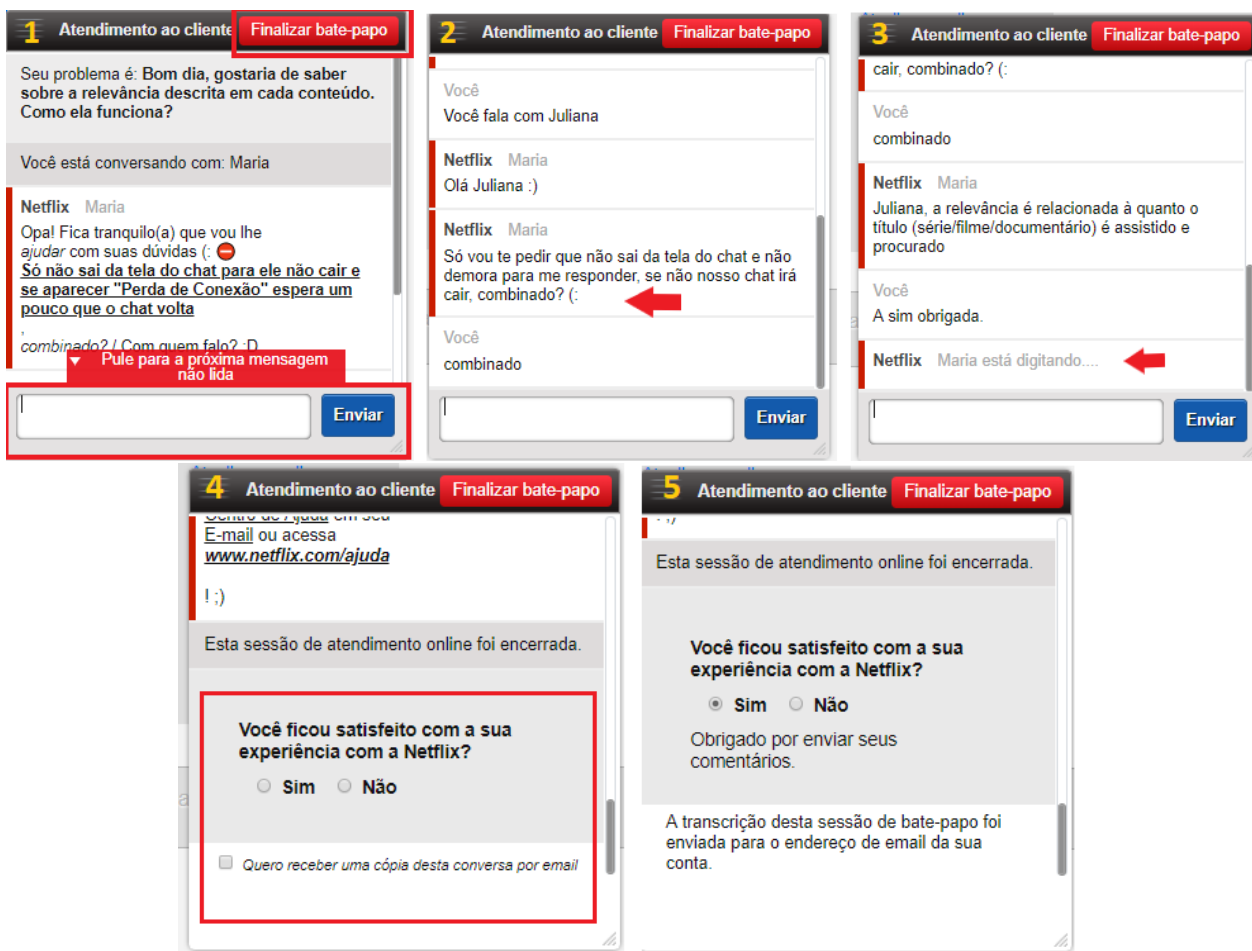 1 Atendimento ao cliente Finalizar bate-papo
Seu problema é: Bom dia, gostaria de saber
sobre a relevância descrita em cada conteúdo.
Como ela funciona?
Você está conversando com: Maria
Netflix Maria
Opa! Fica tranquilo(a) que vou lhe
ajudar com suas dúvidas (: ⛔
Só não sai da tela do chat para ele não cair e
se aparecer "Perda de Conexão" espera um
pouco que o chat volta
,
combinado? / Com quem falo? :D
Pule para a próxima mensagem
não lida
Enviar
2 Atendimento ao cliente Finalizar bate-papo
Você
Você fala com Juliana
Netflix Maria
Olá Juliana :)
Netflix Maria
Só vou te pedir que não sai da tela do chat e não
demora para me responder, se não nosso chat irá
cair, combinado? (:
Você
combinado
Enviar
3 Atendimento ao cliente Finalizar bate-papo
cair, combinado? (:
Você
combinado
Netflix Maria
Juliana, a relevância é relacionada à quanto o
título (série/filme/documentário) é assistido e
procurado
Você
A sim obrigada.
Netflix Maria está digitando....
Enviar
4 Atendimento ao cliente Finalizar bate-papo
Centro de Ajuda em seu
E-mail ou acessa
www.netflix.com/ajuda
! ;)
Esta sessão de atendimento online foi encerrada.
Você ficou satisfeito com a sua
experiência com a Netflix?
Sim Não
Quero receber uma cópia desta conversa por email
5 Atendimento ao cliente Finalizar bate-papo
! ;)
Esta sessão de atendimento online foi encerrada.
Você ficou satisfeito com a sua
experiência com a Netflix?
Sim Não
Obrigado por enviar seus
comentários.
A transcrição desta sessão de bate-papo foi
enviada para o endereço de email da sua
conta.